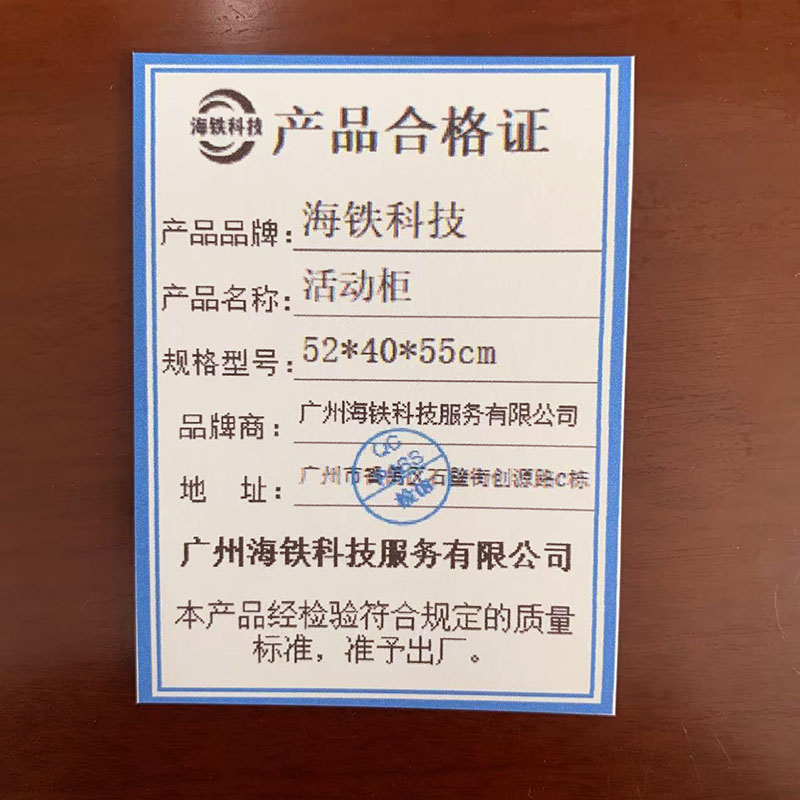 海铁科技
产品合格证
产品品牌:海铁科技
产品名称:活动柜
规格型号:52*40*55cm
品牌商:广州海铁科技服务有限公司
地 址:广州市番禺区石壁街创源路C栋
QC
PASS
广州海铁科技服务有限公司
本产品经检验符合规定的质量
标准，准予出厂。